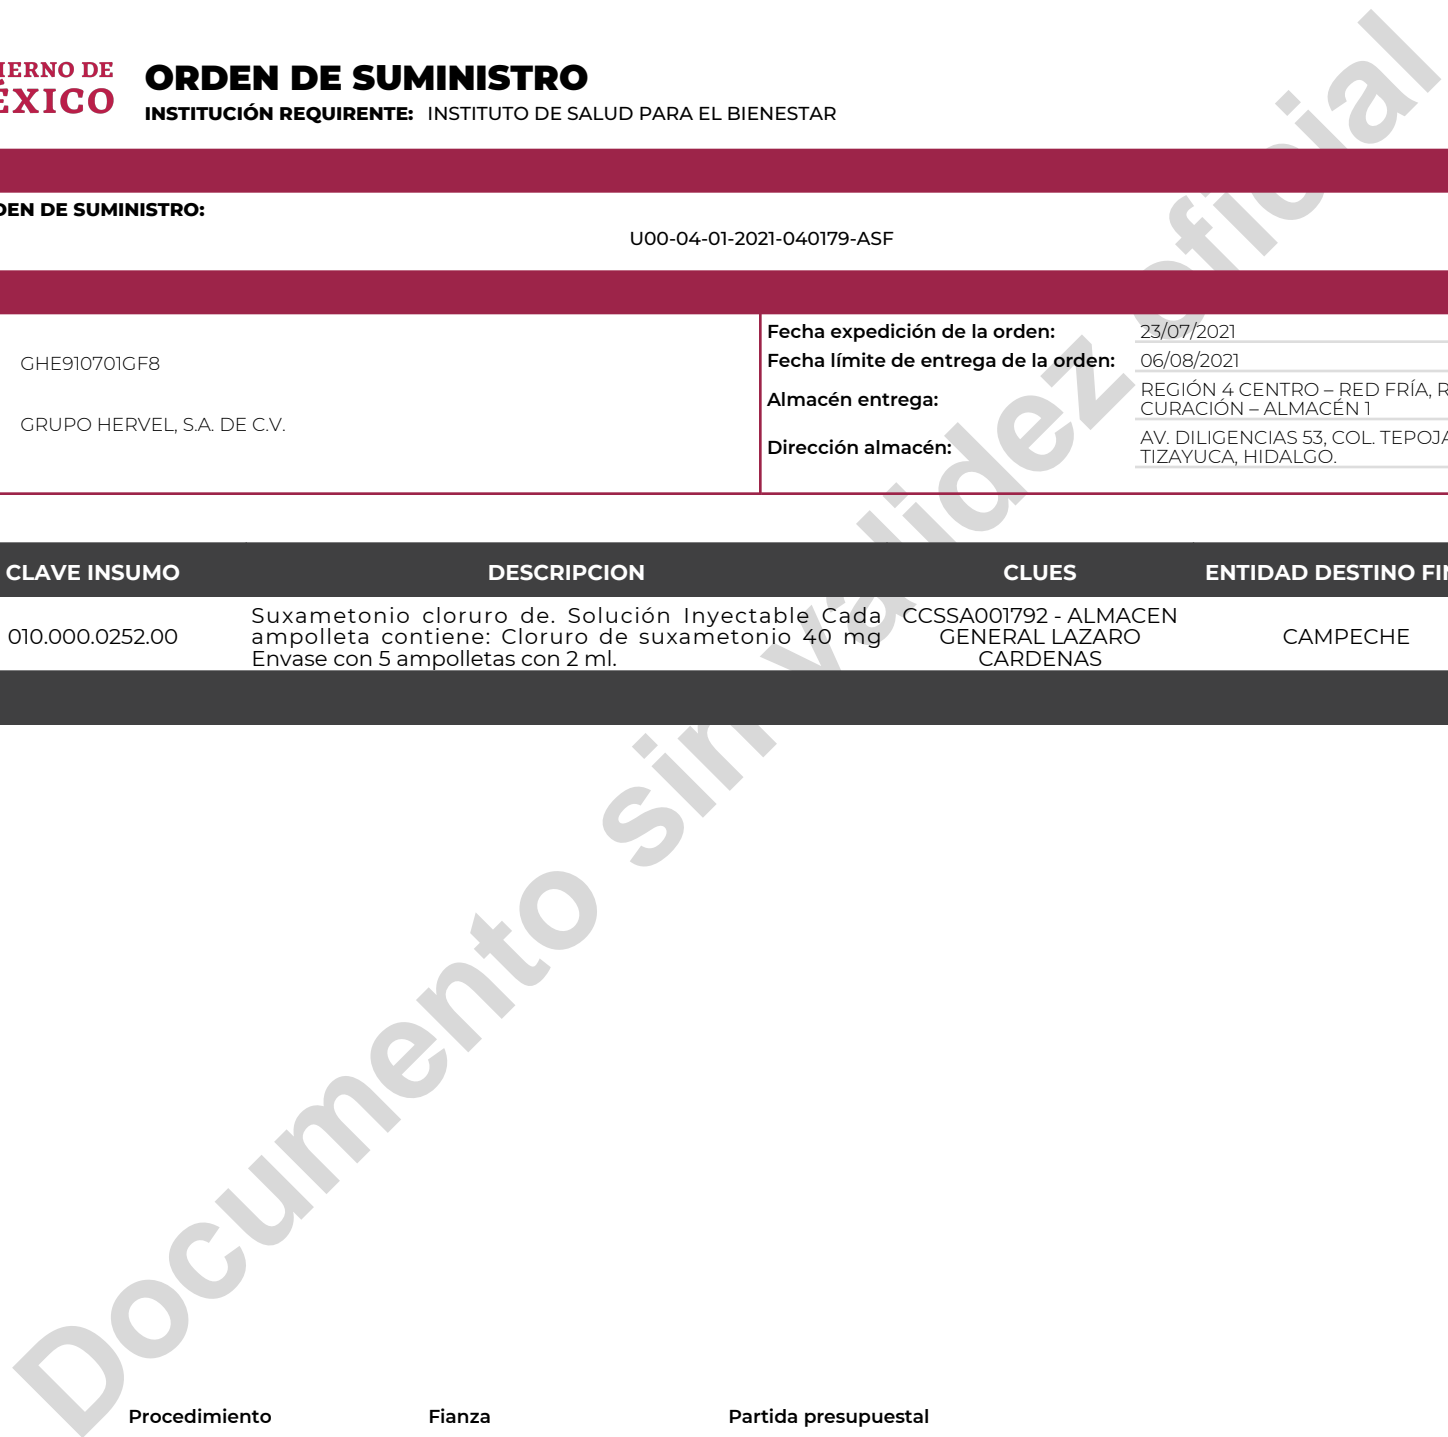 IERNO DE
ÉXICO
ORDEN DE SUMINISTRO
INSTITUCIÓN REQUIRENTE: INSTITUTO DE SALUD PARA EL BIENESTAR
DEN DE SUMINISTRO:
U00-04-01-2021-040179-ASF
GHE910701GF8
GRUPO HERVEL, S.A. DE C.V.
Fecha expedición de la orden: 23/07/2021
Fecha límite de entrega de la orden: 06/08/2021
Almacén entrega: REGIÓN 4 CENTRO – RED FRÍA, R
CURACIÓN – ALMACÉN 1
Dirección almacén: AV. DILIGENCIAS 53, COL. TEPOJA
TIZAYUCA, HIDALGO.
CLAVE INSUMO DESCRIPCION CLUES ENTIDAD DESTINO FIN
010.000.0252.00
Suxametonio cloruro de. Solución Inyectable Cada
ampolleta contiene: Cloruro de suxametonio 40 mg
Envase con 5 ampolletas con 2 ml.
CCSSA001792 - ALMACEN
GENERAL LAZARO
CARDENAS
CAMPECHE
Documento sin validez oficial
Procedimiento Fianza Partida presupuestal